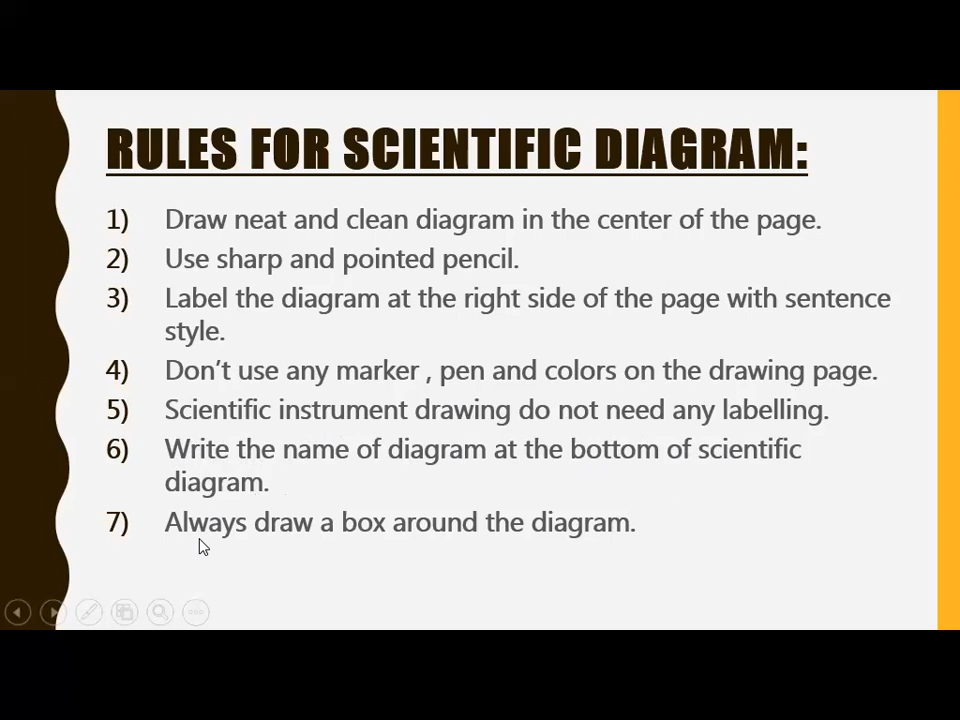 RULES FOR SCIENTIFIC DIAGRAM:
1) Draw neat and clean diagram in the center of the page.
2) Use sharp and pointed pencil.
3) Label the diagram at the right side of the page with sentence
style.
4) Don't use any marker , pen and colors on the drawing page.
5) Scientific instrument drawing do not need any labelling.
6) Write the name of diagram at the bottom of scientific
diagram.
7) Always draw a box around the diagram.